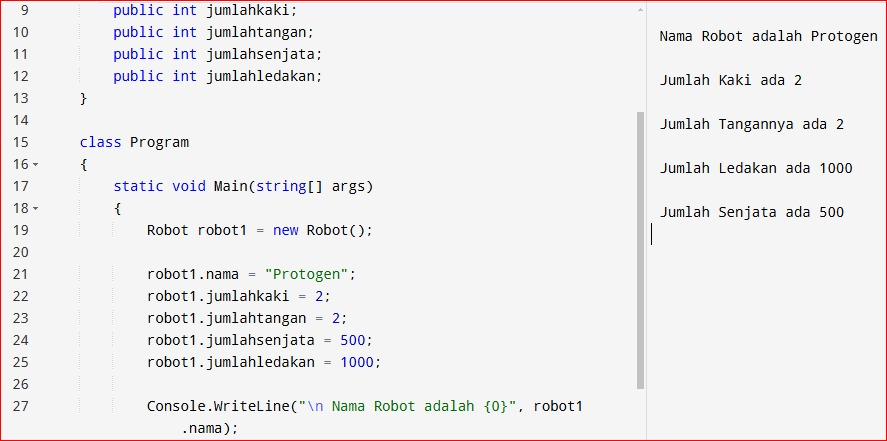 9 public int jumlahkaki;
10 public int jumlahtangan;
11 public int jumlahsenjata;
12 public int jumlahledakan;
13 }
14
15 class Program
16 {
17 static void Main(string[] args)
18 {
19 Robot robot1 = new Robot();
20
21 robot1.nama = "Protogen";
22 robot1.jumlahkaki = 2;
23 robot1.jumlahtangan = 2;
24 robot1.jumlahsenjata = 500;
25 robot1.jumlahledakan = 1000;
26
27 Console.WriteLine("\n Nama Robot adalah {0}", robot1
.nama);
Nama Robot adalah Protogen
Jumlah Kaki ada 2
Jumlah Tangannya ada 2
Jumlah Ledakan ada 1000
Jumlah Senjata ada 500